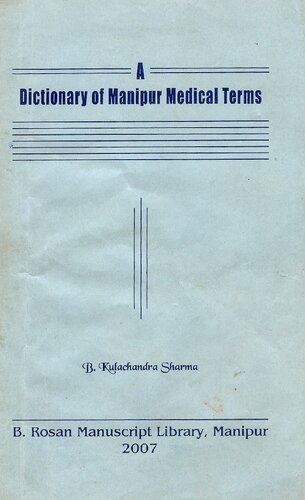 A
Dictionary of Manipur Medical Terms
B. Kulachandra Sharma
B. Rosan Manuscript Library, Manipur
2007